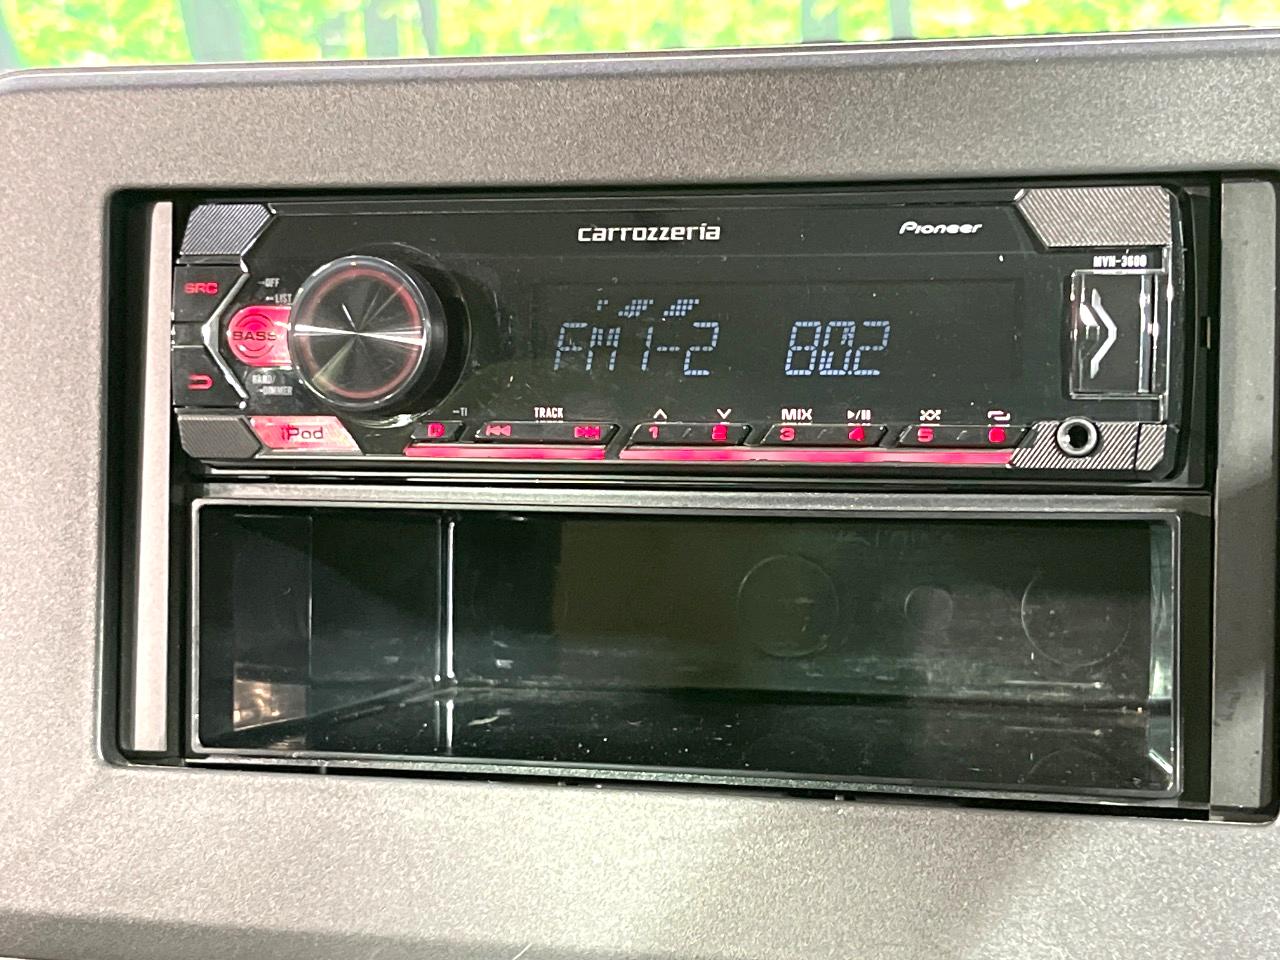 carrozzeria
Pioneer
MVH-3600
SRC
OFF
LIST
BASS
BAND/
DIMMER
FM1-2 80.2
iPod
TRACK
MIX
1 2 3 4 5 6